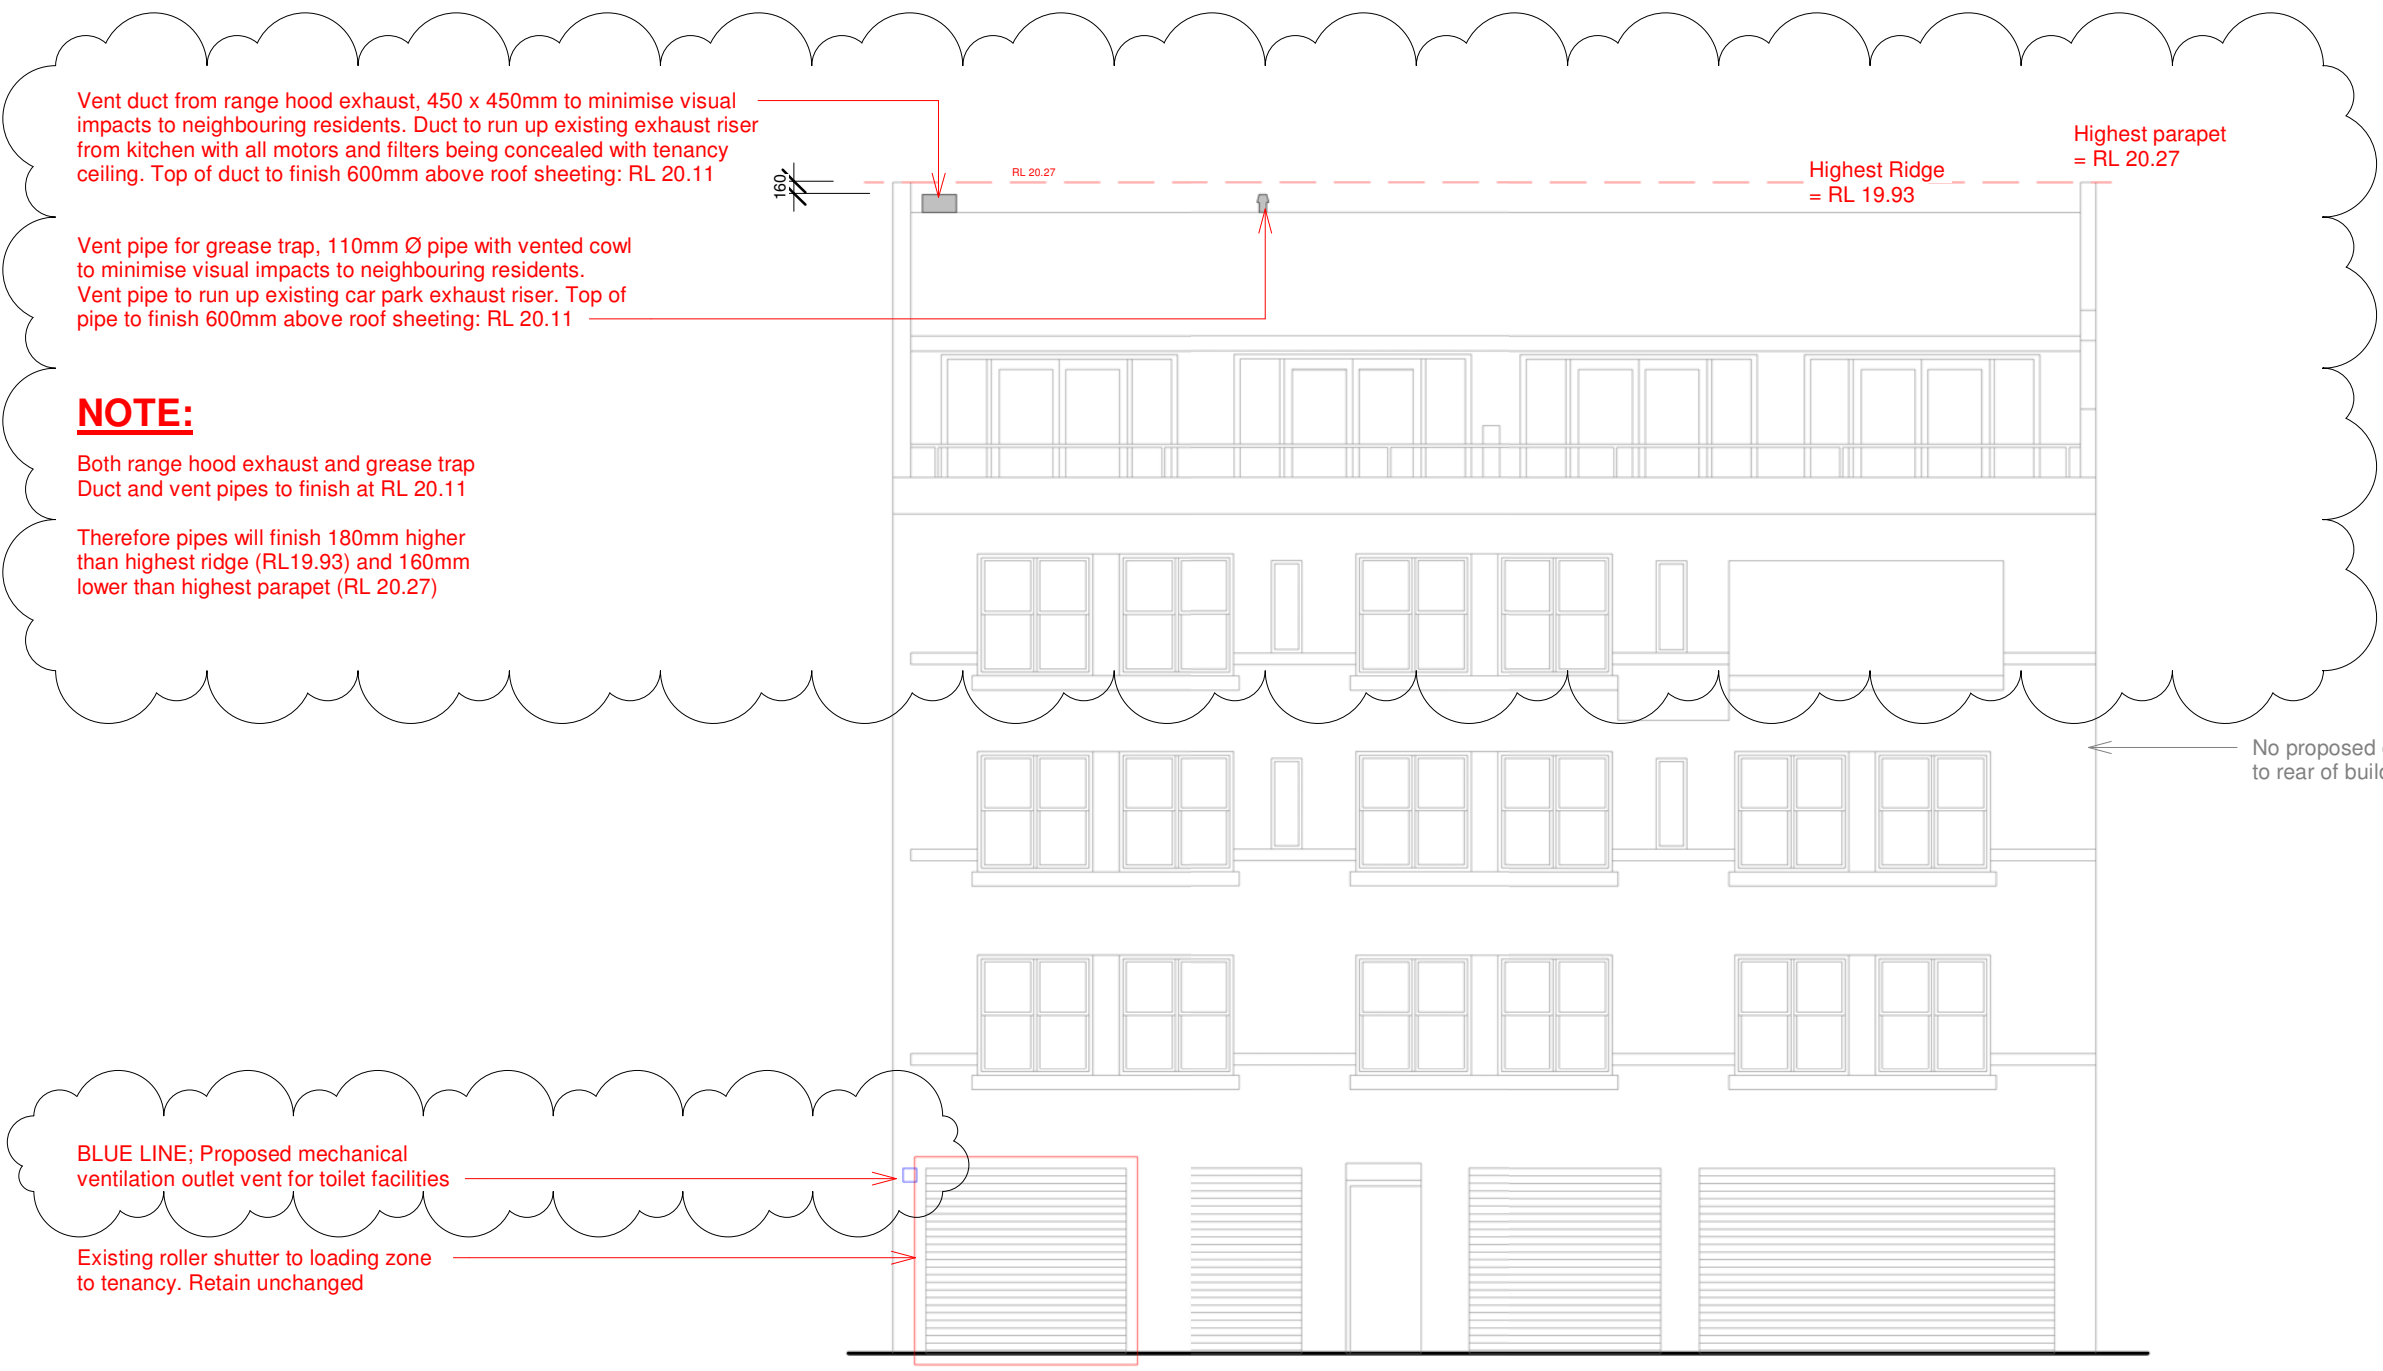 Vent duct from range hood exhaust, 450 x 450mm to minimise visual
impacts to neighbouring residents. Duct to run up existing exhaust riser
from kitchen with all motors and filters being concealed with tenancy
ceiling. Top of duct to finish 600mm above roof sheeting: RL 20.11
160
RL 20.27
Highest Ridge
= RL 19.93
Highest parapet
= RL 20.27
Vent pipe for grease trap, 110mm Ø pipe with vented cowl
to minimise visual impacts to neighbouring residents.
Vent pipe to run up existing car park exhaust riser. Top of
pipe to finish 600mm above roof sheeting: RL 20.11
NOTE:
Both range hood exhaust and grease trap
Duct and vent pipes to finish at RL 20.11
Therefore pipes will finish 180mm higher
than highest ridge (RL19.93) and 160mm
lower than highest parapet (RL 20.27)
No proposed
to rear of
BLUE LINE; Proposed mechanical
ventilation outlet vent for toilet facilities
Existing roller shutter to loading zone
to tenancy. Retain unchanged